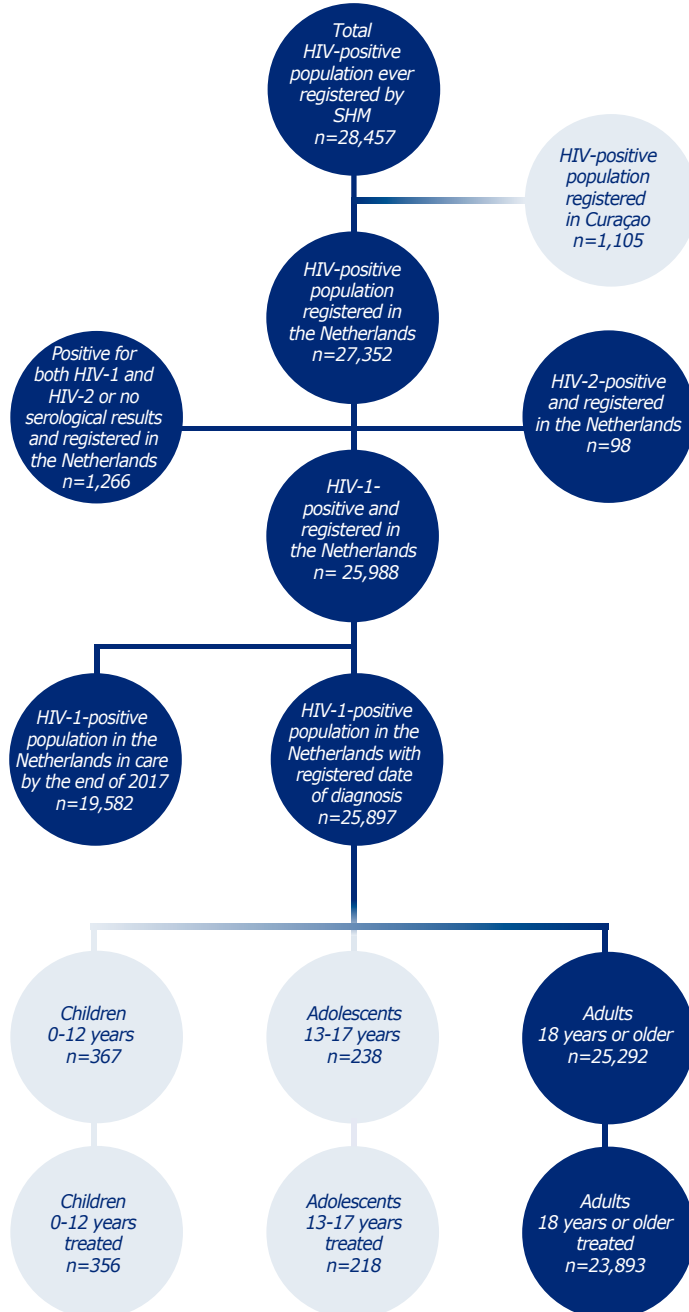 Total
HIV-positive
population ever
registered by
SHM
n=28,457
HIV-positive
population
registered
in Curaçao
n=1,105
HIV-positive
population
registered in
the Netherlands
n=27,352
Positive for
both HIV-1 and
HIV-2 or no
serological results
and registered in
the Netherlands
n=1,266
HIV-2-positive
and registered
in the Netherlands
n=98
HIV-1-
positive and
registered in
the Netherlands
n= 25,988
HIV-1-positive
population in the
Netherlands in care
by the end of 2017
n=19,582
HIV-1-positive
population in the
Netherlands with
registered date
of diagnosis
n=25,897
Children
0-12 years
n=367
Adolescents
13-17 years
n=238
Adults
18 years or older
n=25,292
Children
0-12 years
treated
n=356
Adolescents
13-17 years
treated
n=218
Adults
18 years or older
treated
n=23,893